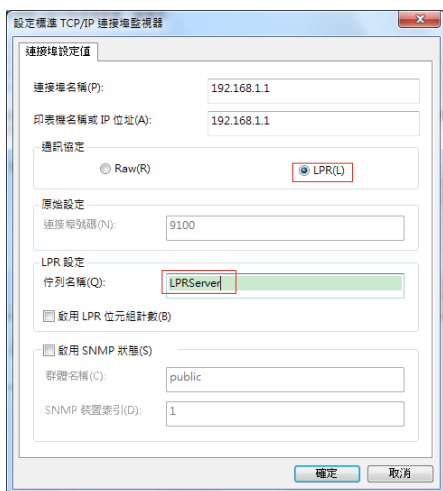 設定標準 TCP/IP 連接埠監視器
連接埠設定值
連接埠名稱(P): 192.168.1.1
印表機名稱或 IP 位址(A): 192.168.1.1
通訊協定
Raw(R) LPR(L)
原始設定
連接埠號碼(N): 9100
LPR 設定
佇列名稱(Q): LPRServer
啟用 LPR 位元組計數(B)
啟用 SNMP 狀態(S)
群體名稱(C): public
SNMP 裝置索引(D): 1
確定 取消